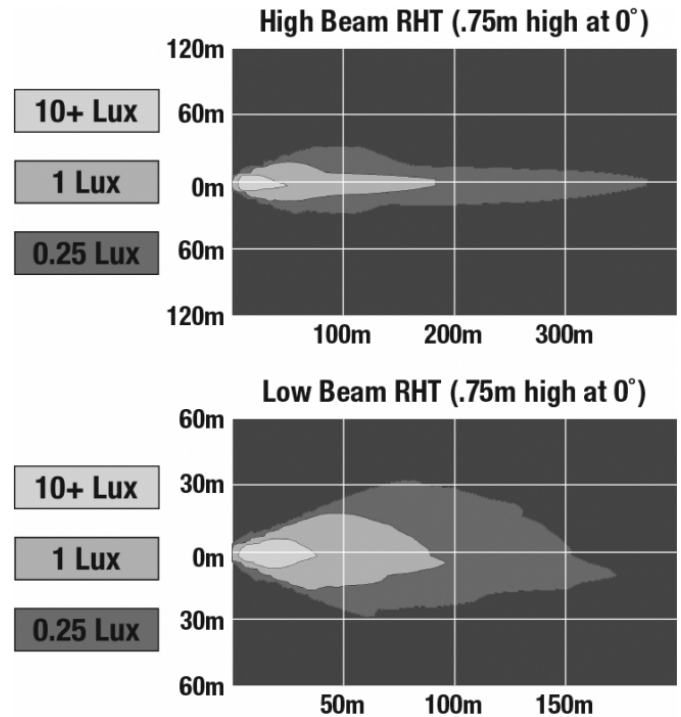 High Beam RHT (.75m high at 0˚)
120m
10+ Lux
60m
1 Lux
0m
0.25 Lux
60m
120m
100m 200m 300m
Low Beam RHT (.75m high at 0˚)
60m
10+ Lux
30m
1 Lux
0m
0.25 Lux
30m
60m
50m 100m 150m